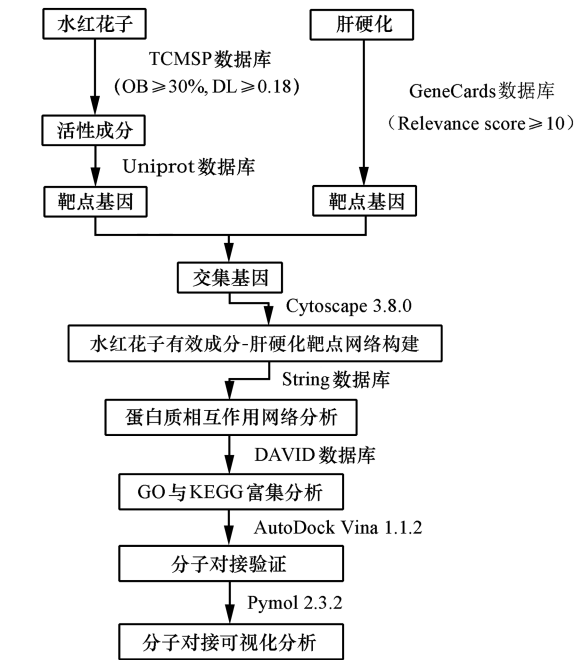 水红花子
肝硬化
TCMSP数据库
(OB≥30%, DL≥0.18)
GeneCards数据库
(Relevance score≥10)
活性成分
Uniprot数据库
靶点基因
靶点基因
交集基因
Cytoscape 3.8.0
水红花子有效成分-肝硬化靶点网络构建
String数据库
蛋白质相互作用网络分析
DAVID数据库
GO与KEGG富集分析
AutoDock Vina 1.1.2
分子对接验证
Pymol 2.3.2
分子对接可视化分析